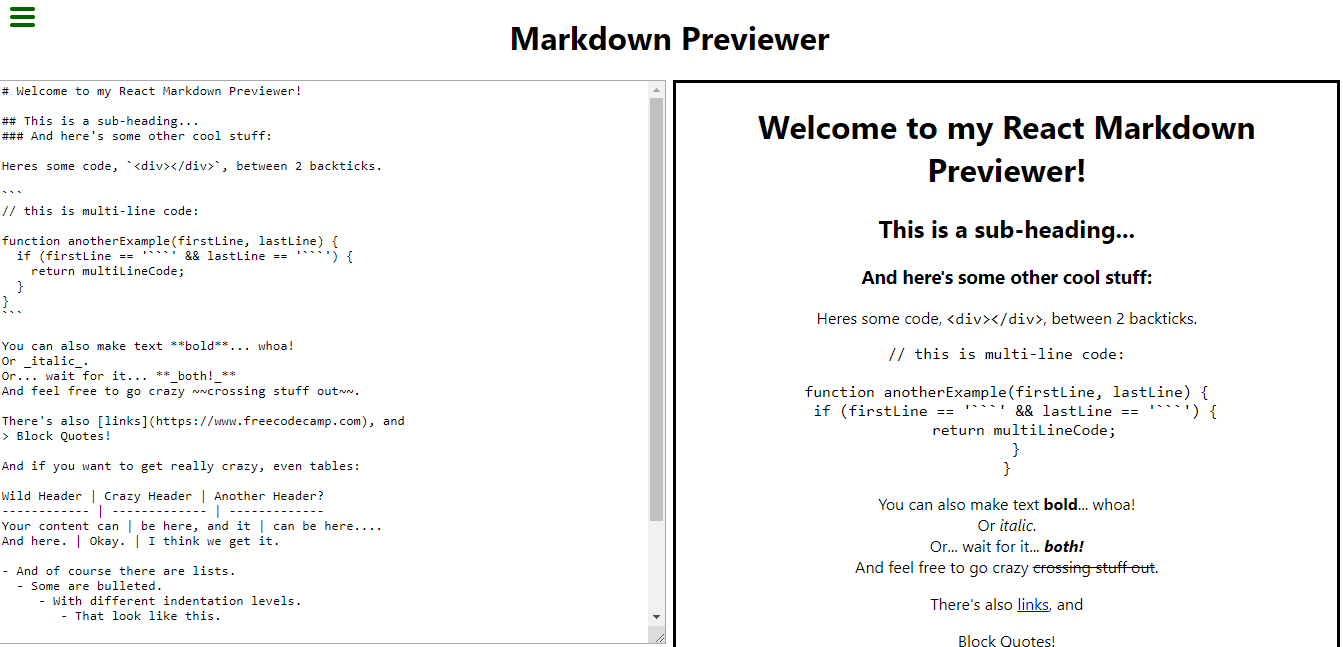 Markdown Previewer
# Welcome to my React Markdown Previewer!
## This is a sub-heading...
### And here's some other cool stuff:
Heres some code, `<div></div>`, between 2 backticks.
```
// this is multi-line code:
function anotherExample(firstLine, lastLine) {
  if (firstLine == '```' && lastLine == '```') {
    return multiLineCode;
  }
}
```
You can also make text **bold**... whoa!
Or _italic_.
Or... wait for it... **_both!_**
And feel free to go crazy ~~crossing stuff out~~.
There's also [links](https://www.freecodecamp.com), and
> Block Quotes!
And if you want to get really crazy, even tables:
Wild Header | Crazy Header | Another Header?
------------ | ------------- | -------------
Your content can | be here, and it | can be here....
And here. | Okay. | I think we get it.
- And of course there are lists.
  - Some are bulleted.
     - With different indentation levels.
        - That look like this.
Welcome to my React Markdown
Previewer!
This is a sub-heading...
And here's some other cool stuff:
Heres some code, <div></div>, between 2 backticks.
// this is multi-line code:
function anotherExample(firstLine, lastLine) {
if (firstLine == '```' && lastLine == '```') {
return multiLineCode;
}
}
You can also make text bold... whoa!
Or italic.
Or... wait for it... both!
And feel free to go crazy crossing stuff out.
There's also links, and
Block Quotes!